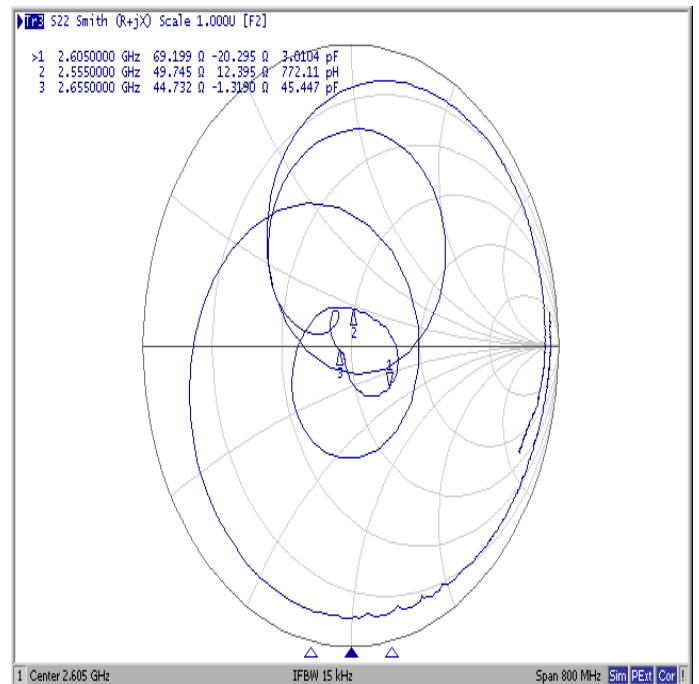 Tr3 S22 Smith (R+jX) Scale 1.000U [F2]
>1 2.6050000 GHz 69.199 Ω -20.295 Ω 3.0104 pF
2 2.5550000 GHz 49.745 Ω 12.395 Ω 772.11 pH
3 2.6550000 GHz 44.732 Ω -1.3190 Ω 45.447 pF
1
2
3
1 Center 2.605 GHz IFBW 15 kHz Span 800 MHz Sim PExt Cor !